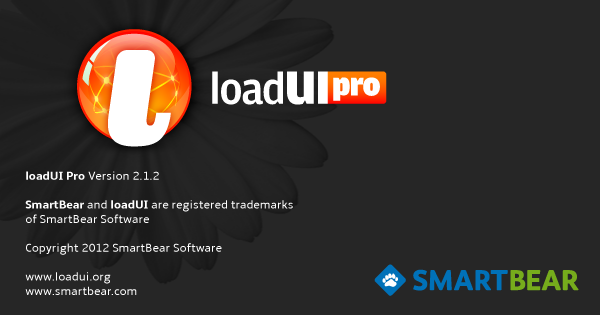 loadUI pro
loadUI Pro Version 2.1.2
SmartBear and loadUI are registered trademarks
of SmartBear Software
Copyright 2012 SmartBear Software
www.loadui.org
www.smartbear.com
SMARTBEAR